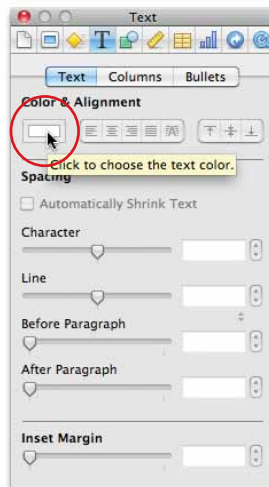 Text
T
Text Columns Bullets
Color & Alignment
Click to choose the text color.
Spacing
Automatically Shrink Text
Character
Line
Before Paragraph
After Paragraph
Inset Margin